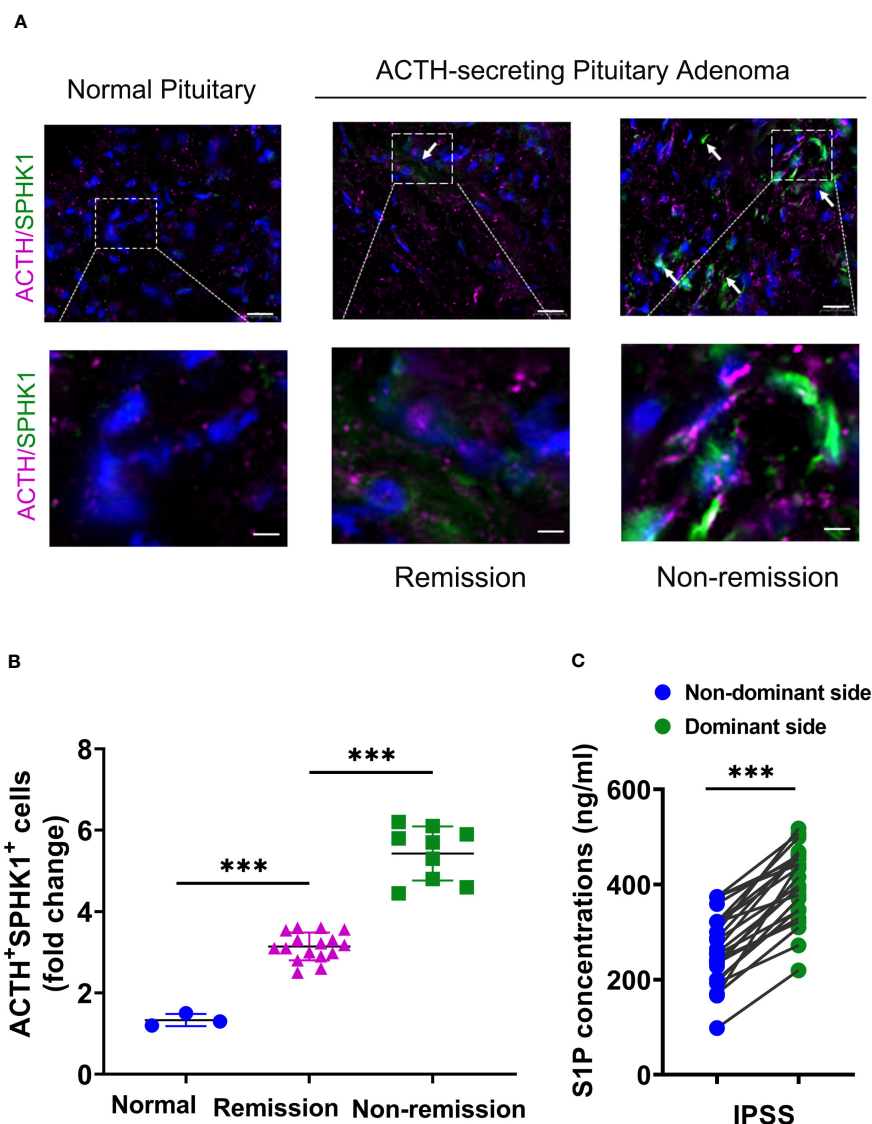 A
Normal Pituitary
ACTH-secreting Pituitary Adenoma
ACTH/SPHK1
ACTH/SPHK1
Remission
Non-remission
B
ACTH⁺SPHK1⁺ cells
(fold change)
8
6
4
2
0
***
***
Normal
Remission
Non-remission
C
Non-dominant side
Dominant side
S1P concentrations (ng/ml)
600
400
200
0
***
IPSS